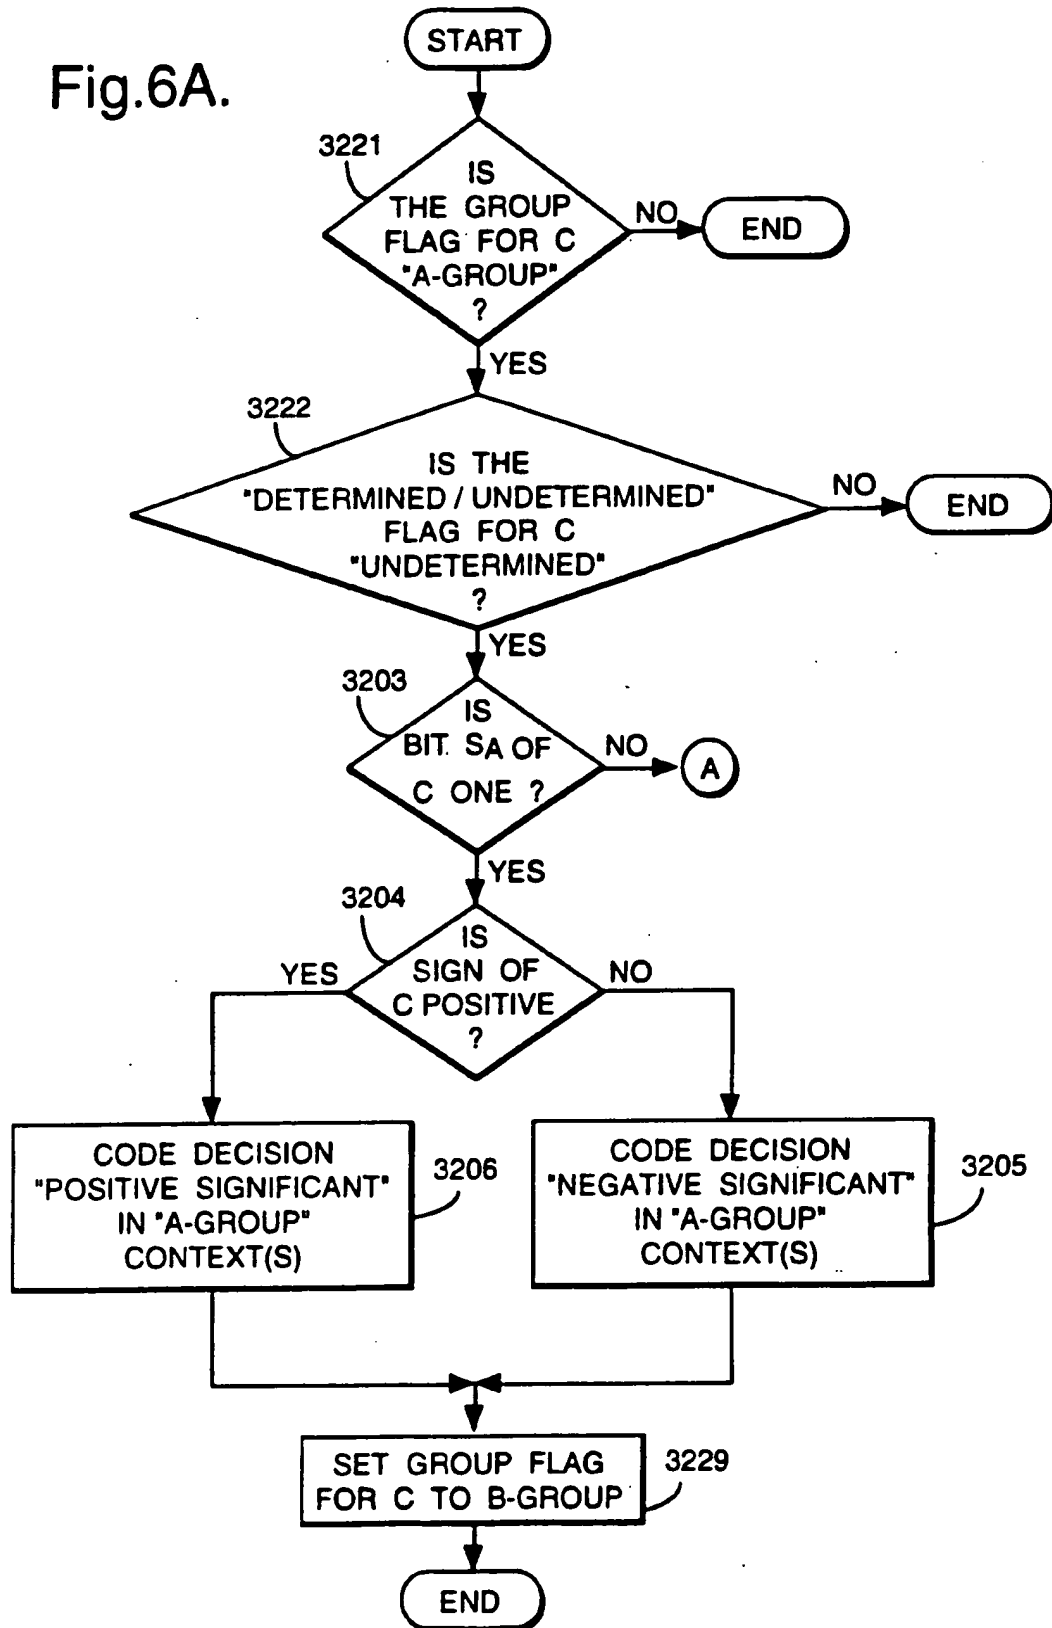 START
Fig.6A.
3221
IS
THE GROUP
FLAG FOR C
"A-GROUP"
?
NO
END
YES
3222
IS THE
"DETERMINED / UNDETERMINED"
FLAG FOR C
"UNDETERMINED"
?
NO
END
YES
3203
IS
BIT SA OF
C ONE ?
NO
A
YES
3204
IS
SIGN OF
C POSITIVE
?
YES
NO
CODE DECISION
"POSITIVE SIGNIFICANT"
IN "A-GROUP"
CONTEXT(S)
3206
CODE DECISION
"NEGATIVE SIGNIFICANT"
IN "A-GROUP"
CONTEXT(S)
3205
SET GROUP FLAG
FOR C TO B-GROUP
3229
END